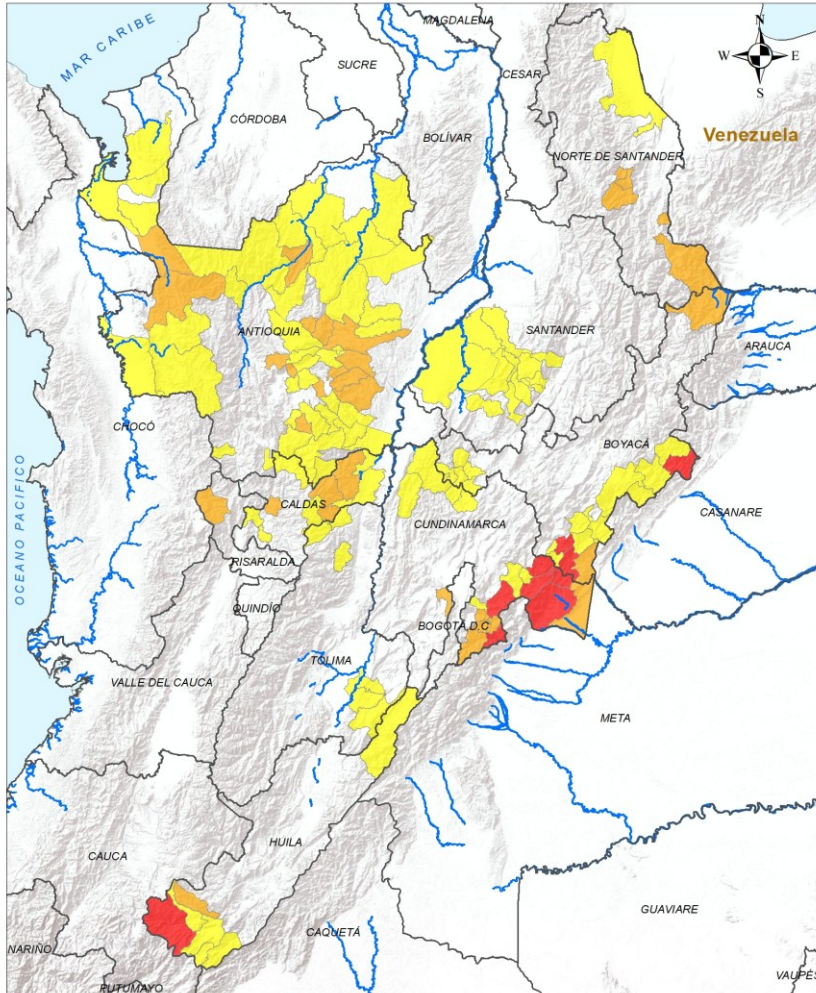 MAGDALENA
N
W E
S
MAR CARIBE
SUCRE
CESAR
CÓRDOBA
BOLÍVAR
Venezuela
NORTE DE SANTANDER
ANTIOQUIA
SANTANDER
ARAUCA
CHOCÓ
BOYACÁ
CALDAS
CUNDINAMARCA
CASANARE
OCEANO PACIFICO
RISARALDA
QUINDÍO
BOGOTÁ, D.C
TOLIMA
VALLE DEL CAUCA
META
HUILA
CAUCA
GUAVIARE
CAQUETÁ
NARIÑO
PUTUMAYO
VAUPÉS